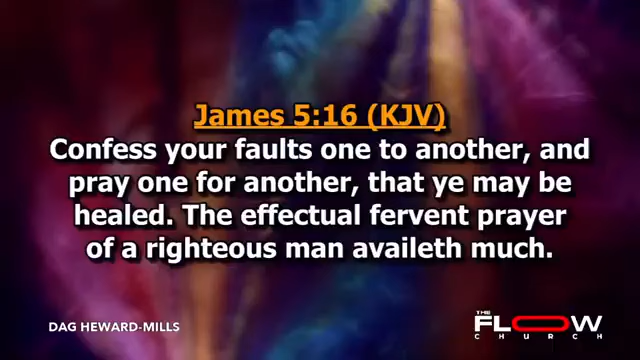 James 5:16 (KJV)
Confess your faults one to another, and
pray one for another, that ye may be
healed. The effectual fervent prayer
of a righteous man availeth much.
DAG HEWARD-MILLS
THE
FLOW
CHURCH